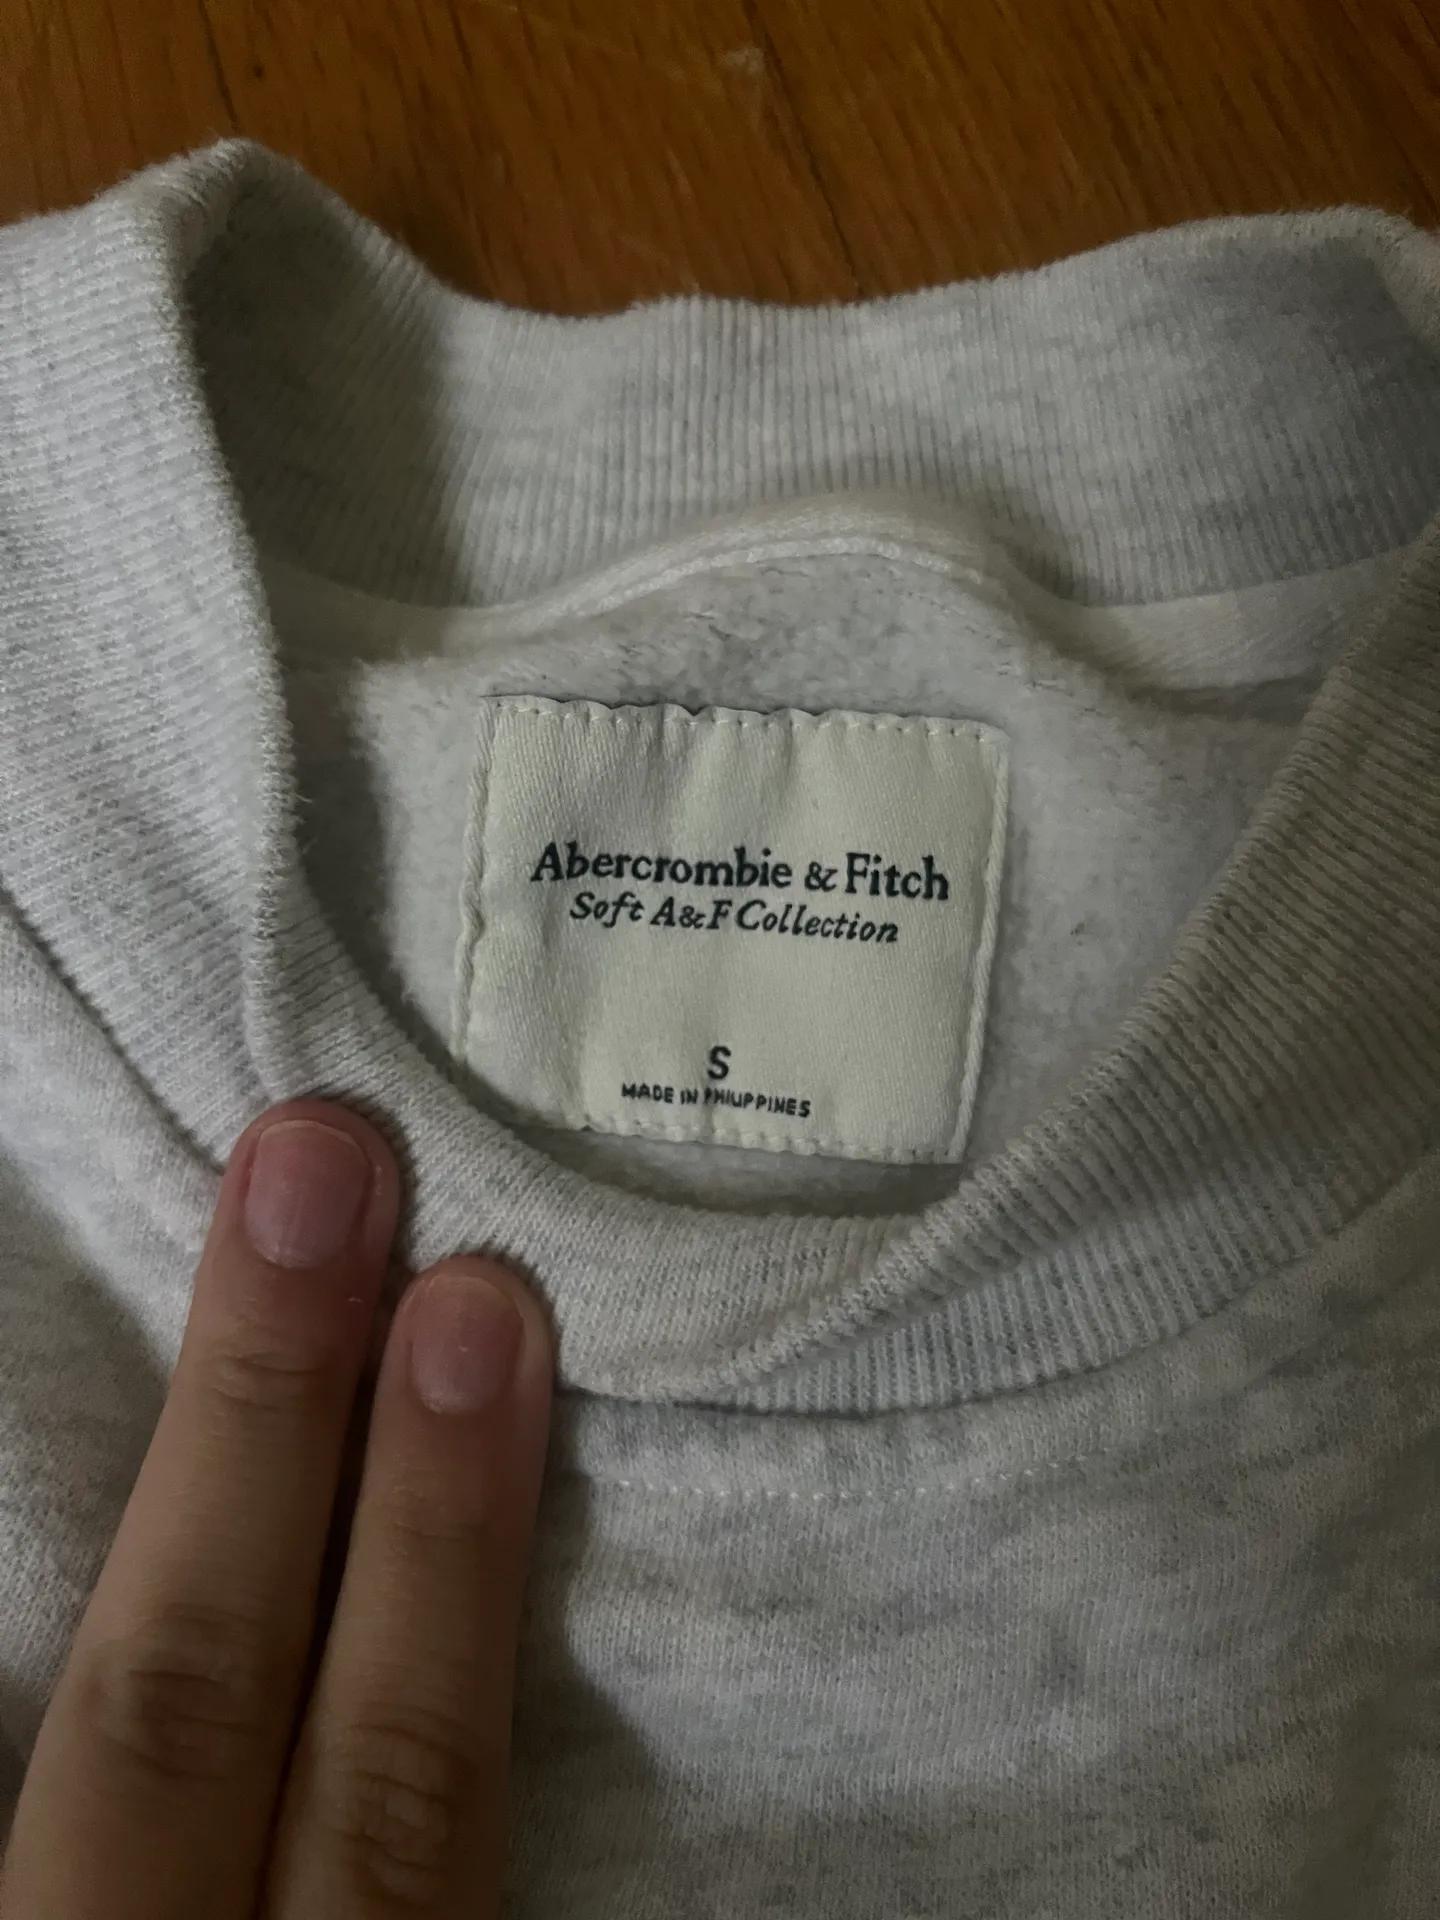 Abercrombie & Fitch
Soft A&F Collection
S
MADE IN PHILIPPINES